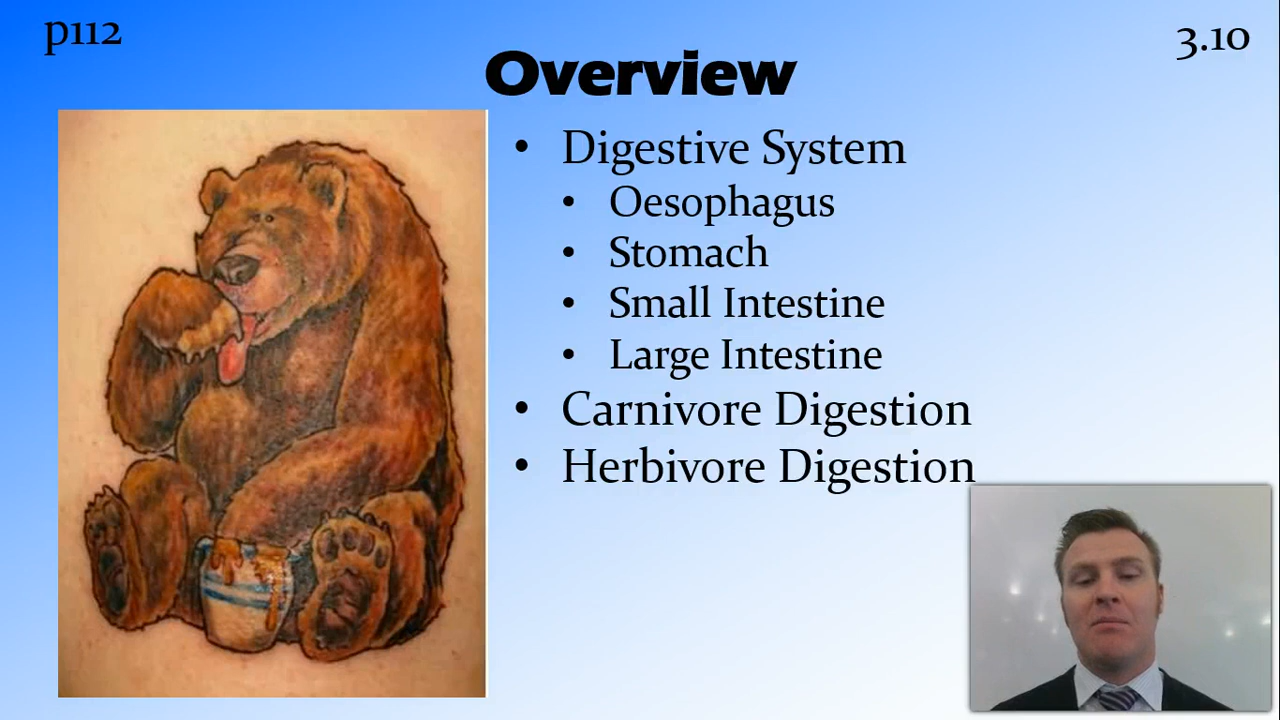 p112
3.10
Overview
• Digestive System
• Oesophagus
• Stomach
• Small Intestine
• Large Intestine
• Carnivore Digestion
• Herbivore Digestion